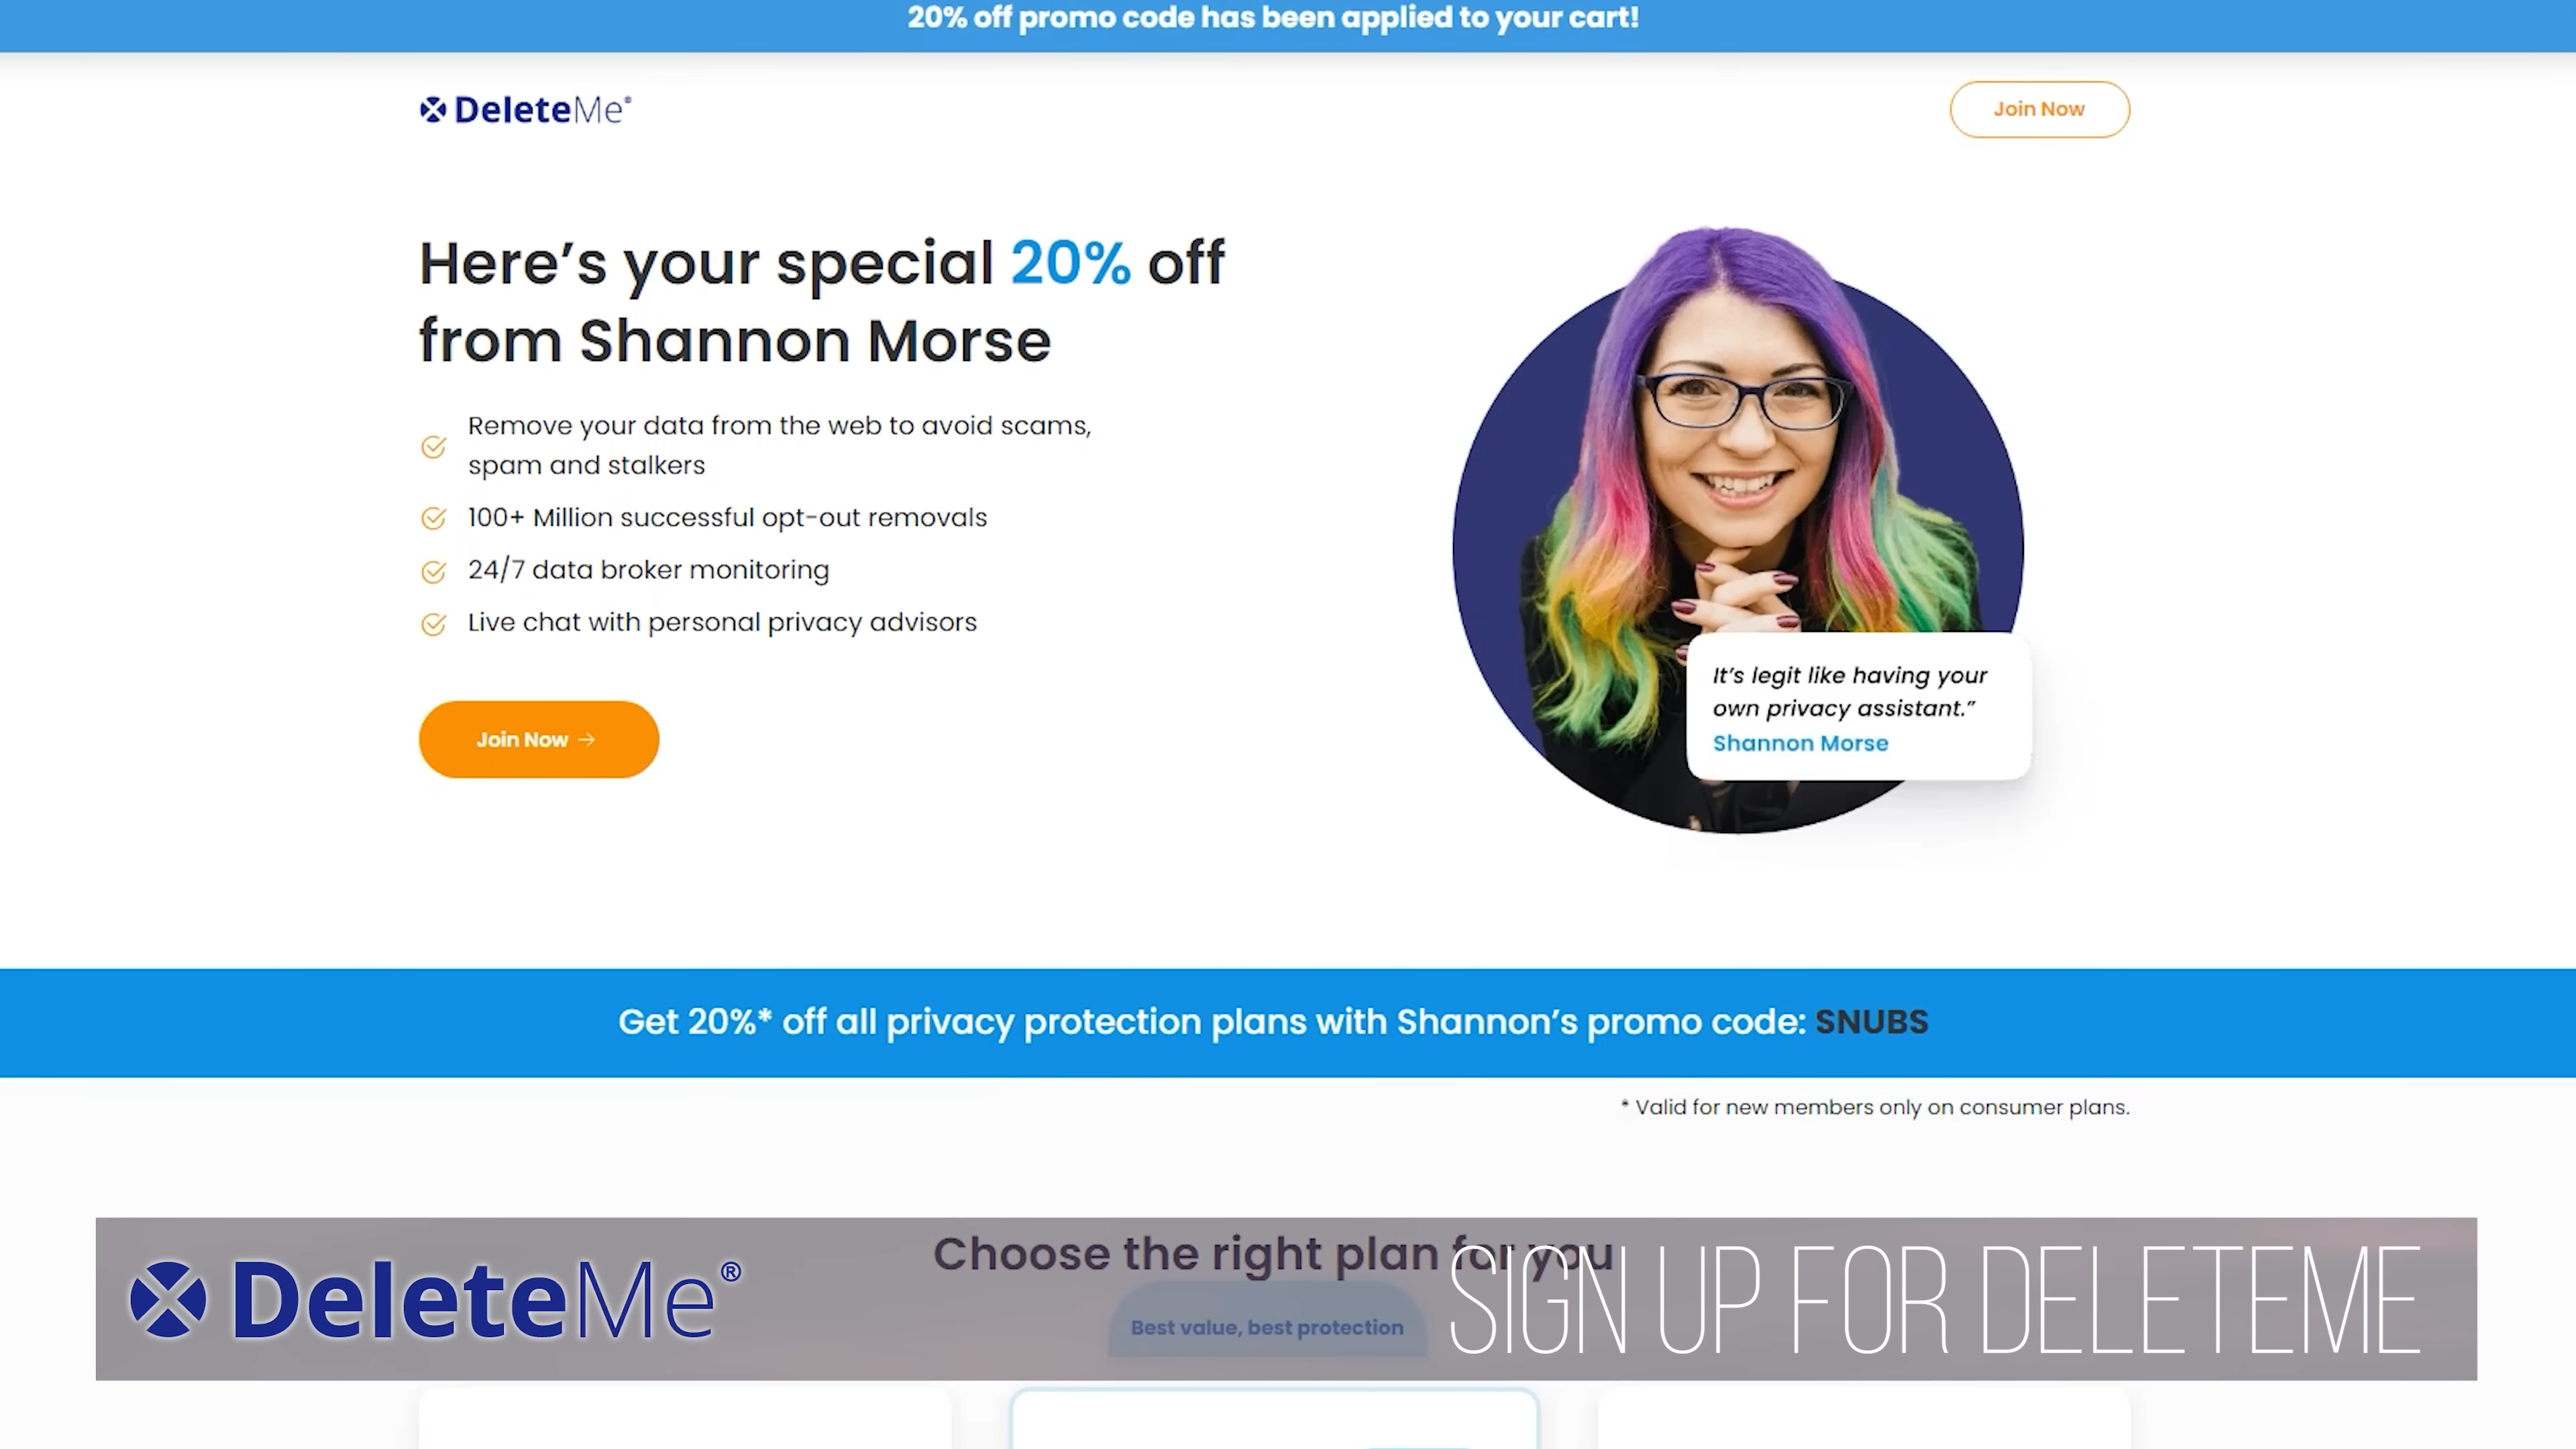 20% off promo code has been applied to your cart!
DeleteMe®
Join Now
Here’s your special 20% off
from Shannon Morse
Remove your data from the web to avoid scams,
spam and stalkers
100+ Million successful opt-out removals
24/7 data broker monitoring
Live chat with personal privacy advisors
Join Now →
It’s legit like having your
own privacy assistant.”
Shannon Morse
Get 20%* off all privacy protection plans with Shannon’s promo code: SNUBS
* Valid for new members only on consumer plans.
Choose the right plan for you
Best value, best protection
DeleteMe®
SIGN UP FOR DELETEME